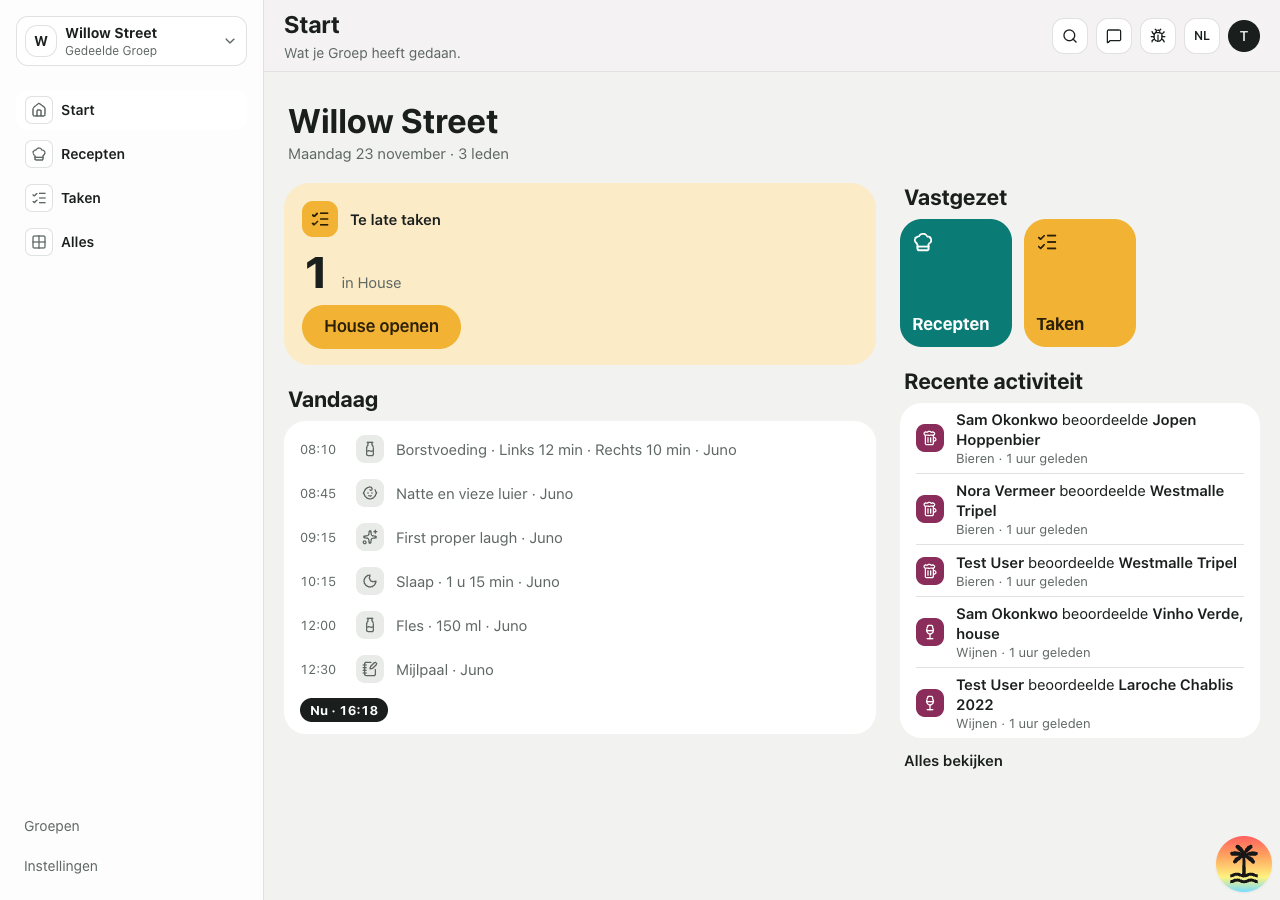 W
Willow Street
Gedeelde Groep
Start
Recepten
Taken
Alles
Groepen
Instellingen
Start
Wat je Groep heeft gedaan.
NL
T
Willow Street
Maandag 23 november · 3 leden
Te late taken
1 in House
House openen
Vandaag
08:10 Borstvoeding · Links 12 min · Rechts 10 min · Juno
08:45 Natte en vieze luier · Juno
09:15 First proper laugh · Juno
10:15 Slaap · 1 u 15 min · Juno
12:00 Fles · 150 ml · Juno
12:30 Mijlpaal · Juno
Nu · 16:18
Vastgezet
Recepten
Taken
Recente activiteit
Sam Okonkwo beoordeelde Jopen
Hoppenbier
Bieren · 1 uur geleden
Nora Vermeer beoordeelde Westmalle
Tripel
Bieren · 1 uur geleden
Test User beoordeelde Westmalle Tripel
Bieren · 1 uur geleden
Sam Okonkwo beoordeelde Vinho Verde,
house
Wijnen · 1 uur geleden
Test User beoordeelde Laroche Chablis
2022
Wijnen · 1 uur geleden
Alles bekijken